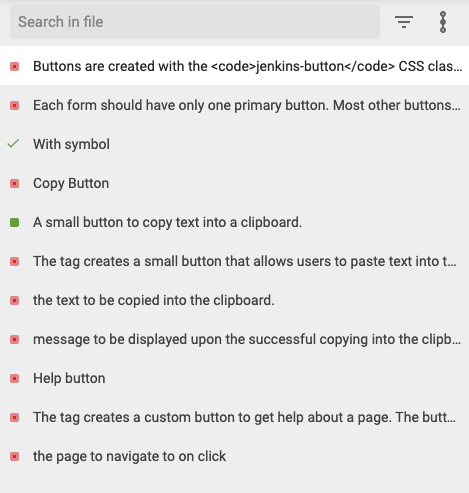 Search in file
Buttons are created with the <code>jenkins-button</code> CSS clas...
Each form should have only one primary button. Most other buttons...
With symbol
Copy Button
A small button to copy text into a clipboard.
The tag creates a small button that allows users to paste text into t...
the text to be copied into the clipboard.
message to be displayed upon the successful copying into the clipb...
Help button
The tag creates a custom button to get help about a page. The butt...
the page to navigate to on click